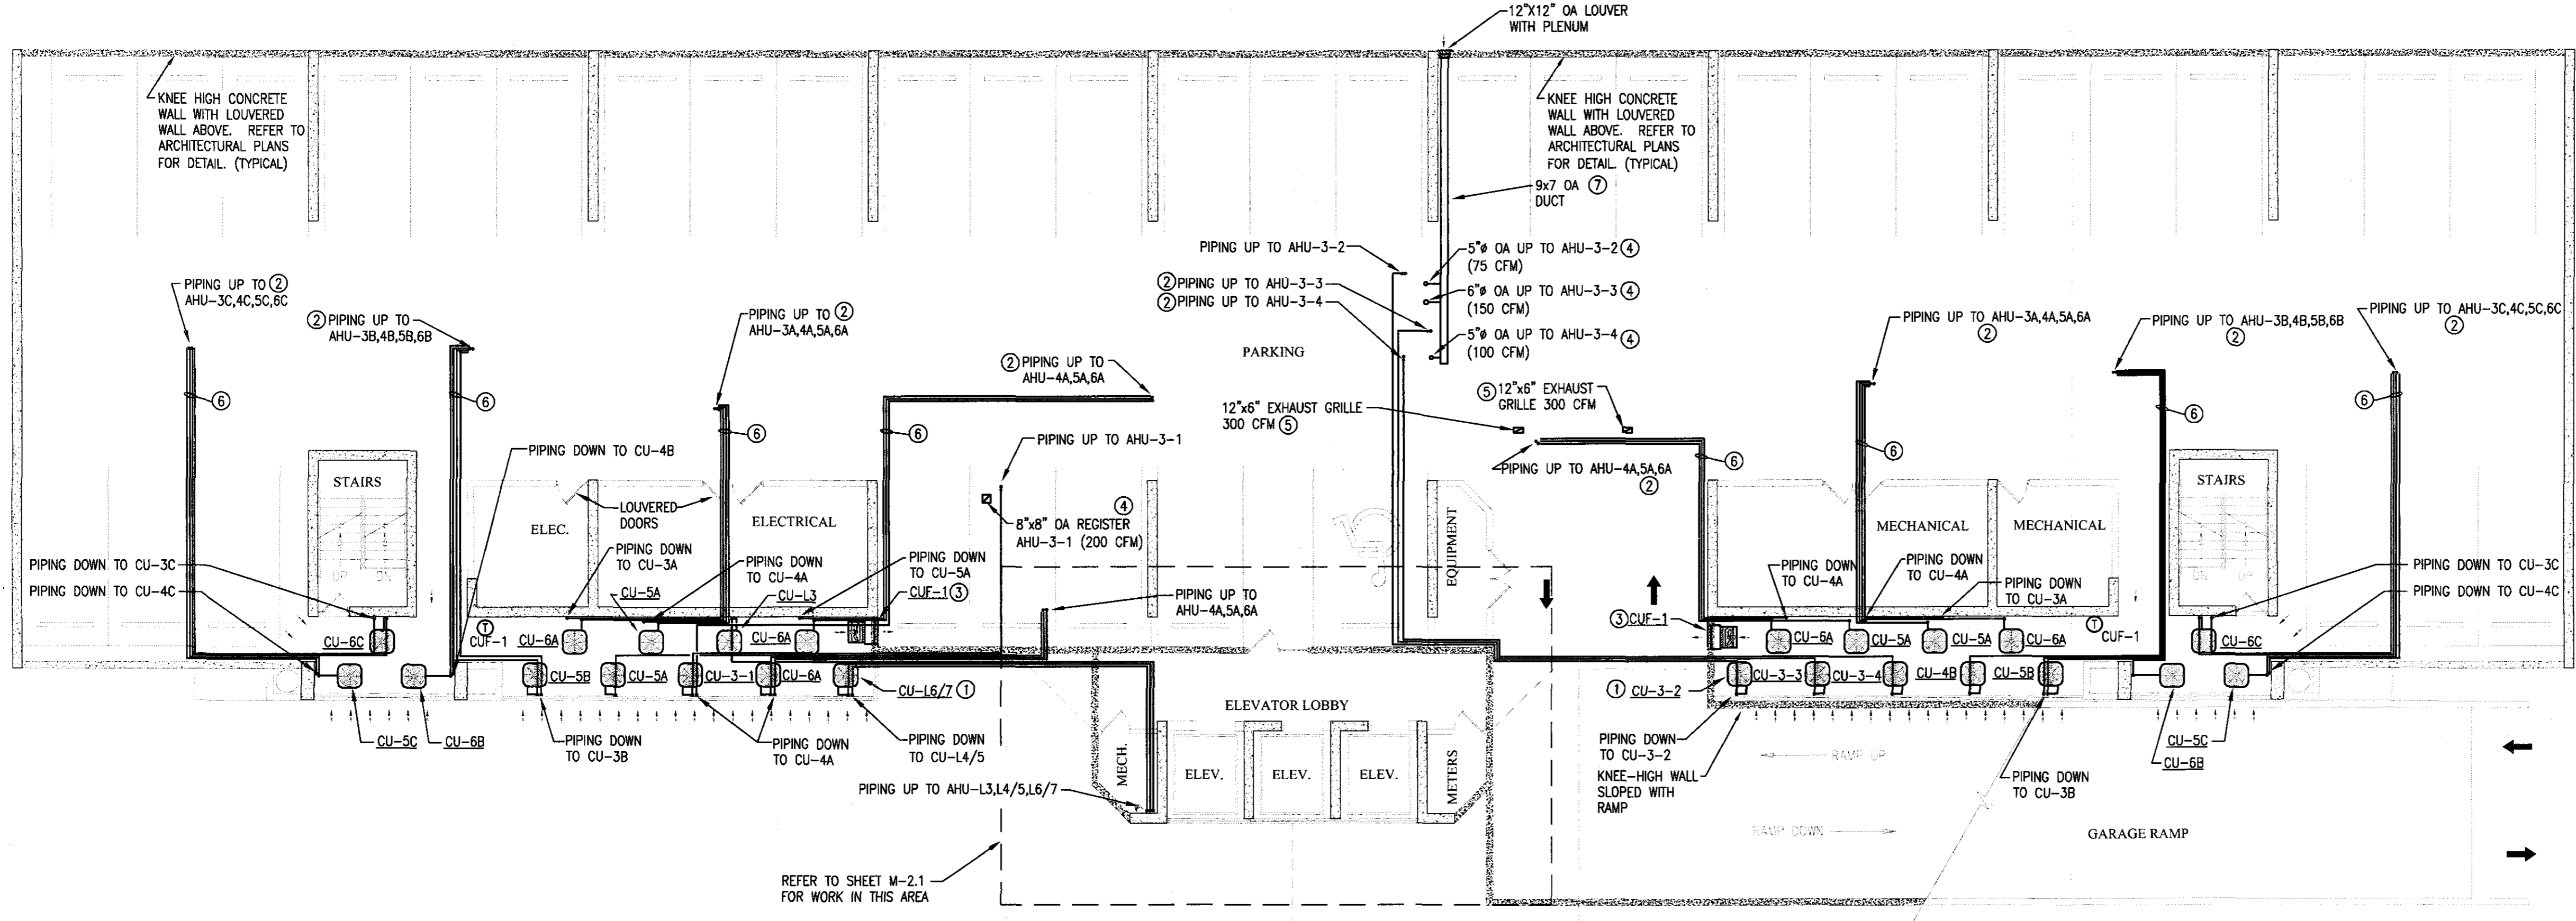 12"X12" OA LOUVER
WITH PLENUM
KNEE HIGH CONCRETE
WALL WITH LOUVERED
WALL ABOVE. REFER TO
ARCHITECTURAL PLANS
FOR DETAIL. (TYPICAL)
KNEE HIGH CONCRETE
WALL WITH LOUVERED
WALL ABOVE. REFER TO
ARCHITECTURAL PLANS
FOR DETAIL. (TYPICAL)
9x7 OA 7
DUCT
PIPING UP TO AHU-3-2
2 PIPING UP TO AHU-3-3
2 PIPING UP TO AHU-3-4
5"ø OA UP TO AHU-3-2 4
(75 CFM)
6"ø OA UP TO AHU-3-3 4
(150 CFM)
5"ø OA UP TO AHU-3-4 4
(100 CFM)
PIPING UP TO 2
AHU-3C,4C,5C,6C
2 PIPING UP TO
AHU-3B,4B,5B,6B
PIPING UP TO 2
AHU-3A,4A,5A,6A
2 PIPING UP TO
AHU-4A,5A,6A
PARKING
PIPING UP TO AHU-3A,4A,5A,6A
2
PIPING UP TO AHU-3B,4B,5B,6B
2
PIPING UP TO AHU-3C,4C,5C,6C
2
6
6
6
6
6
6
6
6
12"x6" EXHAUST GRILLE
300 CFM 5
5 12"x6" EXHAUST
GRILLE 300 CFM
PIPING UP TO AHU-4A,5A,6A
2
PIPING DOWN TO CU-4B
PIPING UP TO AHU-3-1
STAIRS
UP
DN
ELEC.
LOUVERED
DOORS
ELECTRICAL
4
8"x8" OA REGISTER
AHU-3-1 (200 CFM)
EQUIPMENT
MECHANICAL
MECHANICAL
STAIRS
DN
UP
PIPING DOWN TO CU-3C
PIPING DOWN TO CU-4C
PIPING DOWN
TO CU-3A
CU-5A
PIPING DOWN
TO CU-4A
CU-L3
PIPING DOWN
TO CU-5A
CUF-1 3
PIPING UP TO
AHU-4A,5A,6A
PIPING DOWN
TO CU-4A
PIPING DOWN
TO CU-4A
PIPING DOWN
TO CU-3A
PIPING DOWN TO CU-3C
PIPING DOWN TO CU-4C
CU-6C
T
CUF-1
CU-6A
CU-6A
3 CUF-1
CU-6A
CU-5A
CU-5A
CU-6A
T
CUF-1
CU-6C
CU-5B
CU-5A
CU-3-1
CU-6A
CU-L6/7 1
1 CU-3-2
CU-3-3
CU-3-4
CU-4B
CU-5B
CU-5C
CU-6B
PIPING DOWN
TO CU-3B
PIPING DOWN
TO CU-4A
PIPING DOWN
TO CU-L4/5
ELEVATOR LOBBY
MECH.
ELEV.
ELEV.
ELEV.
METERS
PIPING UP TO AHU-L3,L4/5,L6/7
PIPING DOWN
TO CU-3-2
KNEE-HIGH WALL
SLOPED WITH
RAMP
RAMP UP
RAMP DOWN
PIPING DOWN
TO CU-3B
CU-6B
CU-5C
GARAGE RAMP
REFER TO SHEET M-2.1
FOR WORK IN THIS AREA